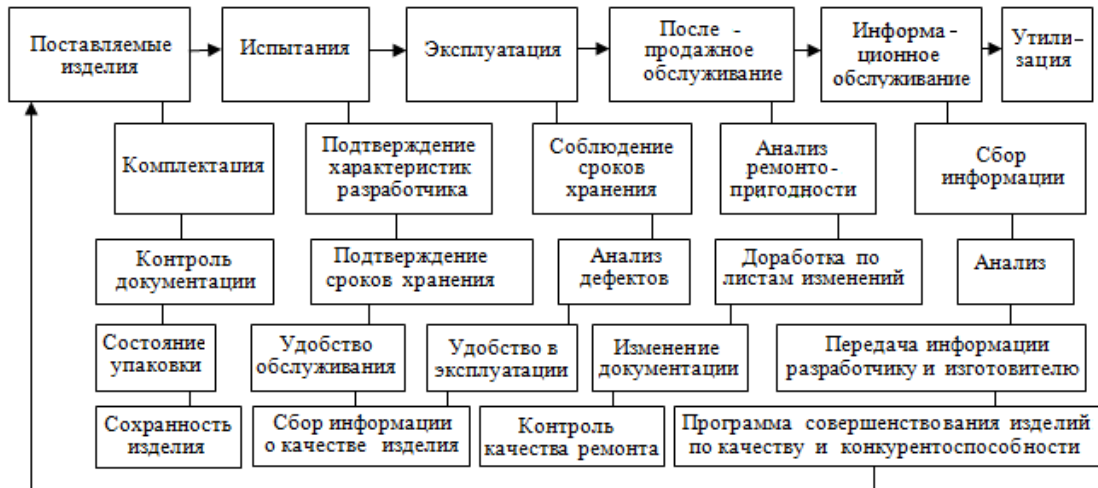 Поставляемые
изделия
Испытания
Эксплуатация
После -
продажное
обслуживание
Информа -
ционное
обслуживание
Утили-
зация
Комплектация
Подтверждение
характеристик
разработчика
Соблюдение
сроков
хранения
Анализ
ремонто-
пригодности
Сбор
информации
Контроль
документации
Подтверждение
сроков хранения
Анализ
дефектов
Доработка по
листам изменений
Анализ
Состояние
упаковки
Удобство
обслуживания
Удобство в
эксплуатации
Изменение
документации
Передача информации
разработчику и изготовителю
Сохранность
изделия
Сбор информации
о качестве изделия
Контроль
качества ремонта
Программа совершенствования изделий
по качеству и конкурентоспособности